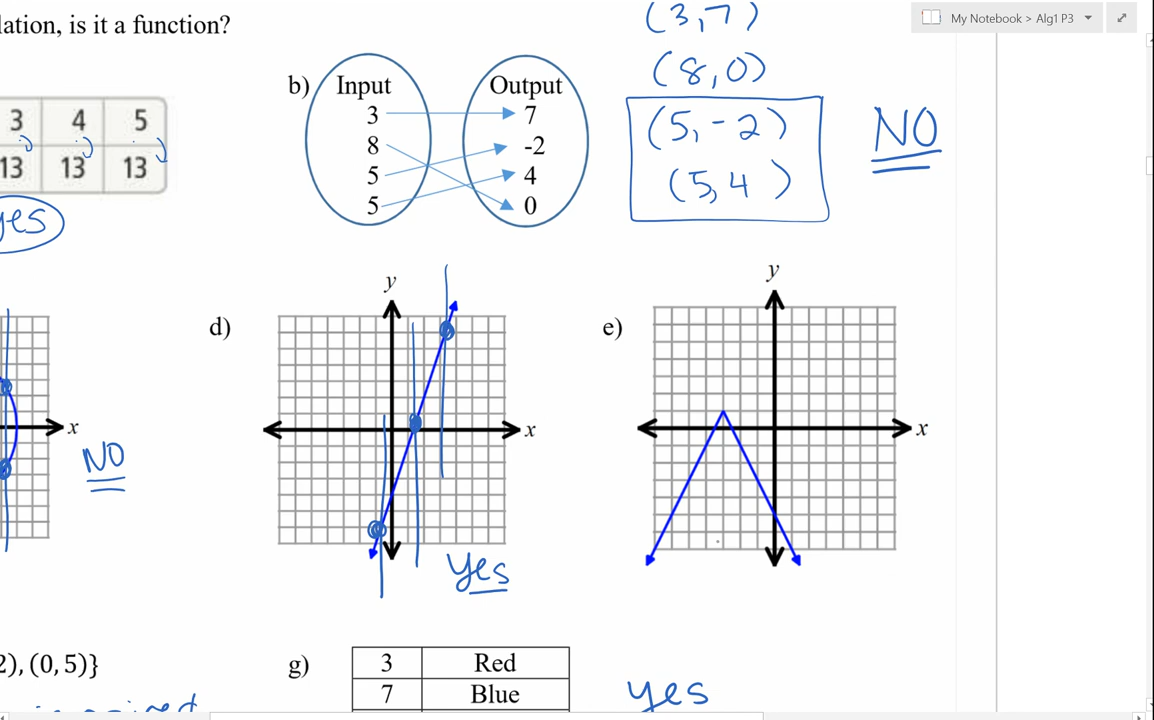 lation, is it a function?
(3,7)
My Notebook > Alg1 P3
b) Input Output
(8,0)
3 4 5
3 7
(5,-2)
NO
8 -2
13 13 13
5 4
(5,4)
5 0
yes
y
y
d)
e)
x
x
x
NO
yes
2), (0, 5)}
g)
3 Red
7 Blue
yes